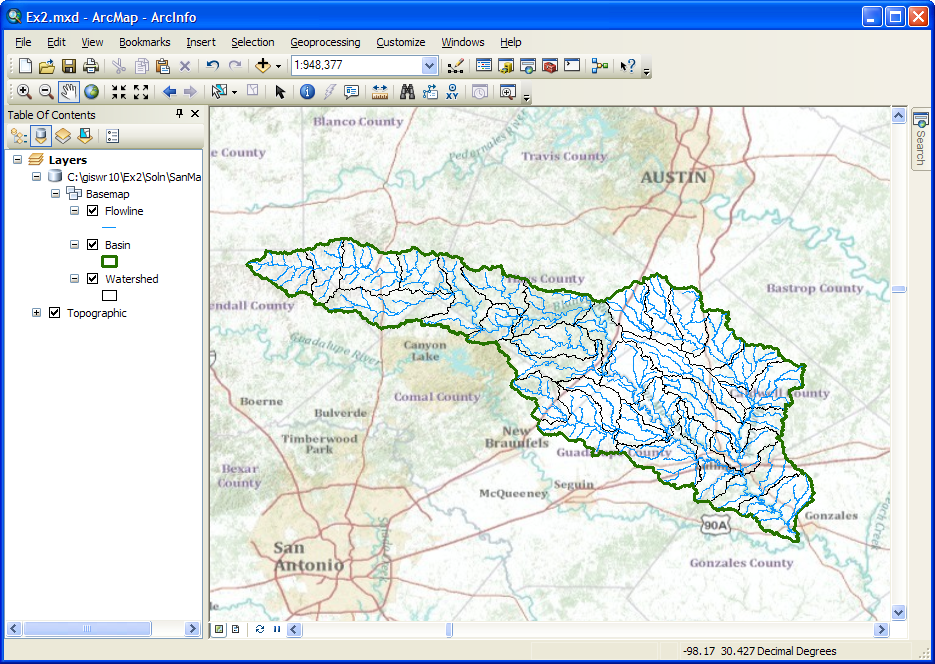 Ex2.mxd - ArcMap - ArcInfo
File Edit View Bookmarks Insert Selection Geoprocessing Customize Windows Help
1:948,377
Table Of Contents
Layers
C:\giswr10\Ex2\Soln\SanMa
Basemap
Flowline
Basin
Watershed
Topographic
Search
Blanco County
Pedernales River
Travis County
e County
AUSTIN
County
Bastrop County
endall County
Guadalupe River
Canyon
Lake
Comal County
County
Boerne
Bulverde
Timberwood
Park
New
Braunfels
Guadalupe County
Bexar
County
McQueeney
Seguin
90A
Gonzales
San
Antonio
Gonzales County
-98.17 30.427 Decimal Degrees